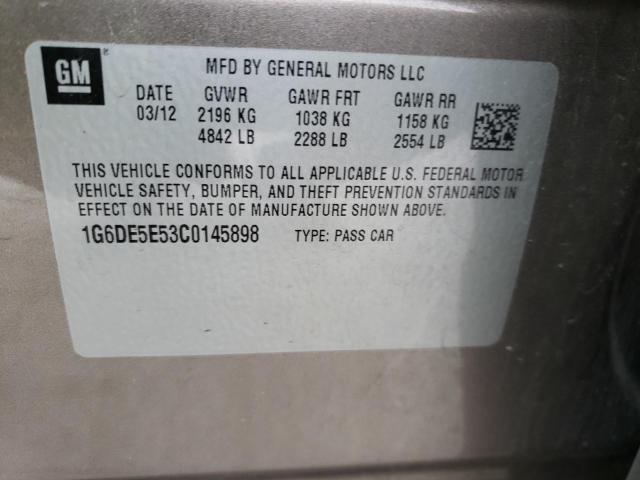 GM
MFD BY GENERAL MOTORS LLC
DATE GVWR GAWR FRT GAWR RR
03/12 2196 KG 1038 KG 1158 KG
4842 LB 2288 LB 2554 LB
THIS VEHICLE CONFORMS TO ALL APPLICABLE U.S. FEDERAL MOTOR
VEHICLE SAFETY, BUMPER, AND THEFT PREVENTION STANDARDS IN
EFFECT ON THE DATE OF MANUFACTURE SHOWN ABOVE.
1G6DE5E53C0145898 TYPE: PASS CAR